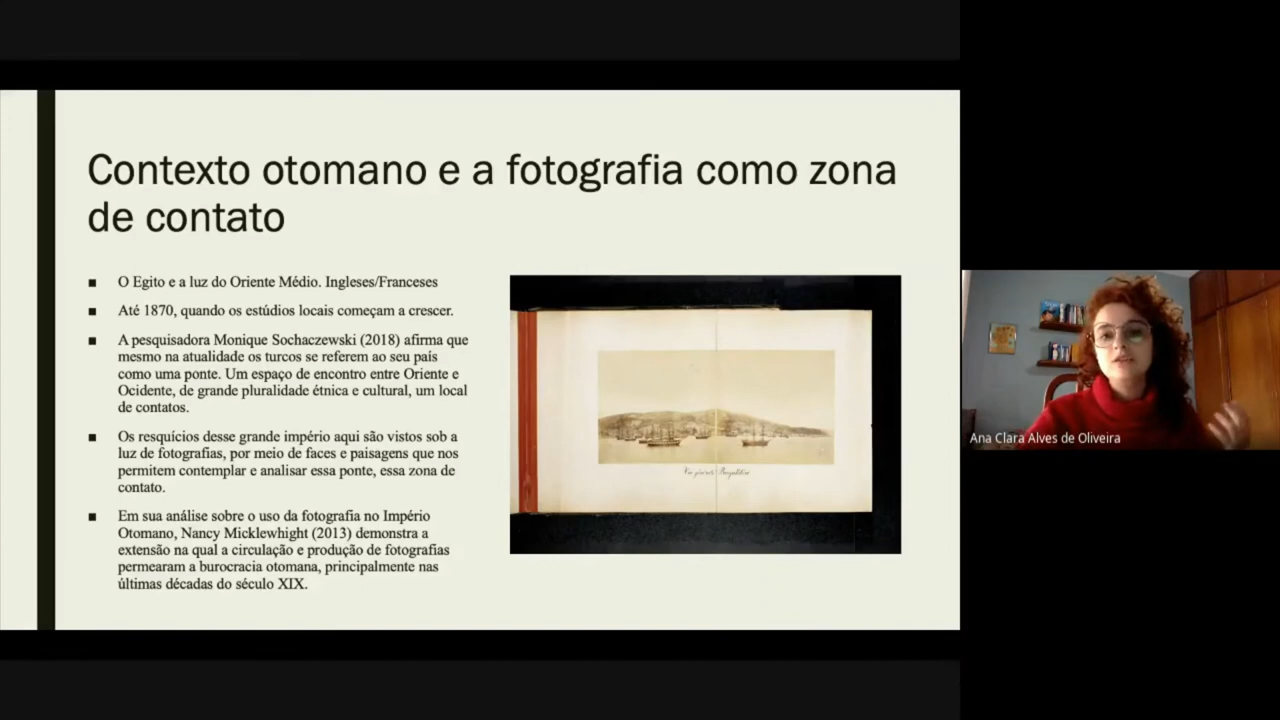 Contexto otomano e a fotografia como zona
de contato
■ O Egito e a luz do Oriente Médio. Ingleses/Franceses
■ Até 1870, quando os estúdios locais começam a crescer.
■ A pesquisadora Monique Sochaczewski (2018) afirma que
mesmo na atualidade os turcos se referem ao seu país
como uma ponte. Um espaço de encontro entre Oriente e
Ocidente, de grande pluralidade étnica e cultural, um local
de contatos.
■ Os resquícios desse grande império aqui são vistos sob a
luz de fotografias, por meio de faces e paisagens que nos
permitem contemplar e analisar essa ponte, essa zona de
contato.
■ Em sua análise sobre o uso da fotografia no Império
Otomano, Nancy Micklewhight (2013) demonstra a
extensão na qual a circulação e produção de fotografias
permearam a burocracia otomana, principalmente nas
últimas décadas do século XIX.
Ana Clara Alves de Oliveira